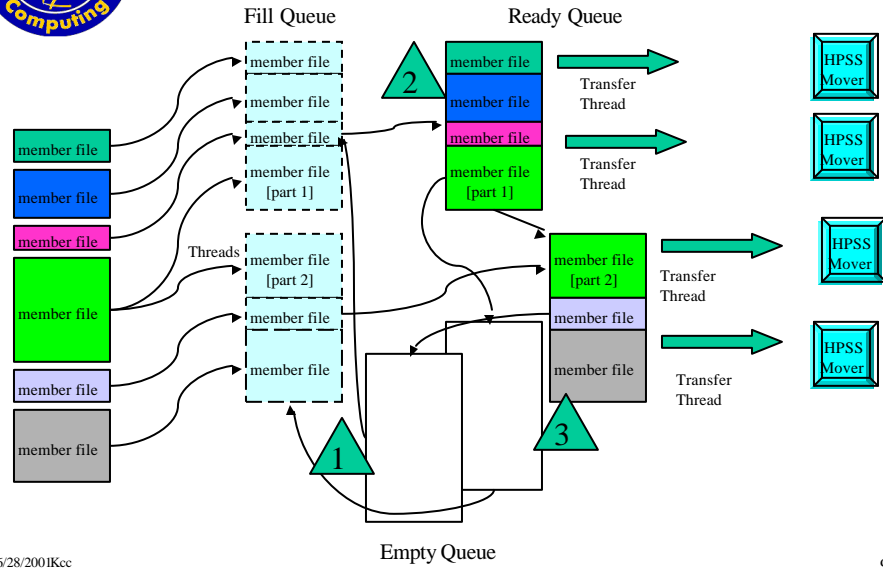 Computing
Fill Queue
Ready Queue
member file
member file
member file
member file
[part 1]
member file
[part 2]
member file
member file
member file
member file
member file
member file
member file
member file
Threads
2
member file
member file
member file
member file
[part 1]
member file
[part 2]
member file
member file
Transfer
Thread
Transfer
Thread
Transfer
Thread
Transfer
Thread
HPSS
Mover
HPSS
Mover
HPSS
Mover
HPSS
Mover
1
3
Empty Queue
6/28/2001Kcc